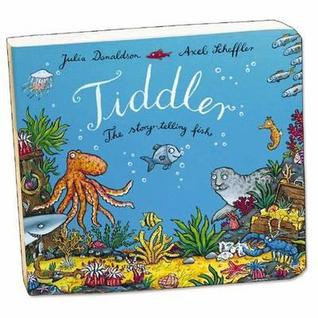 Julia Donaldson Axel Scheffler
Tiddler
The story-telling fish